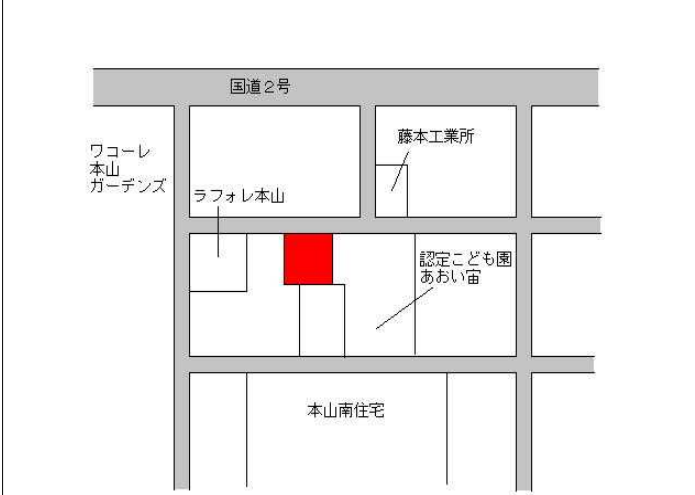 国道２号
藤本工業所
ワコーレ
本山
ガーデンズ
ラフォレ本山
認定こども園
あおい宙
本山南住宅